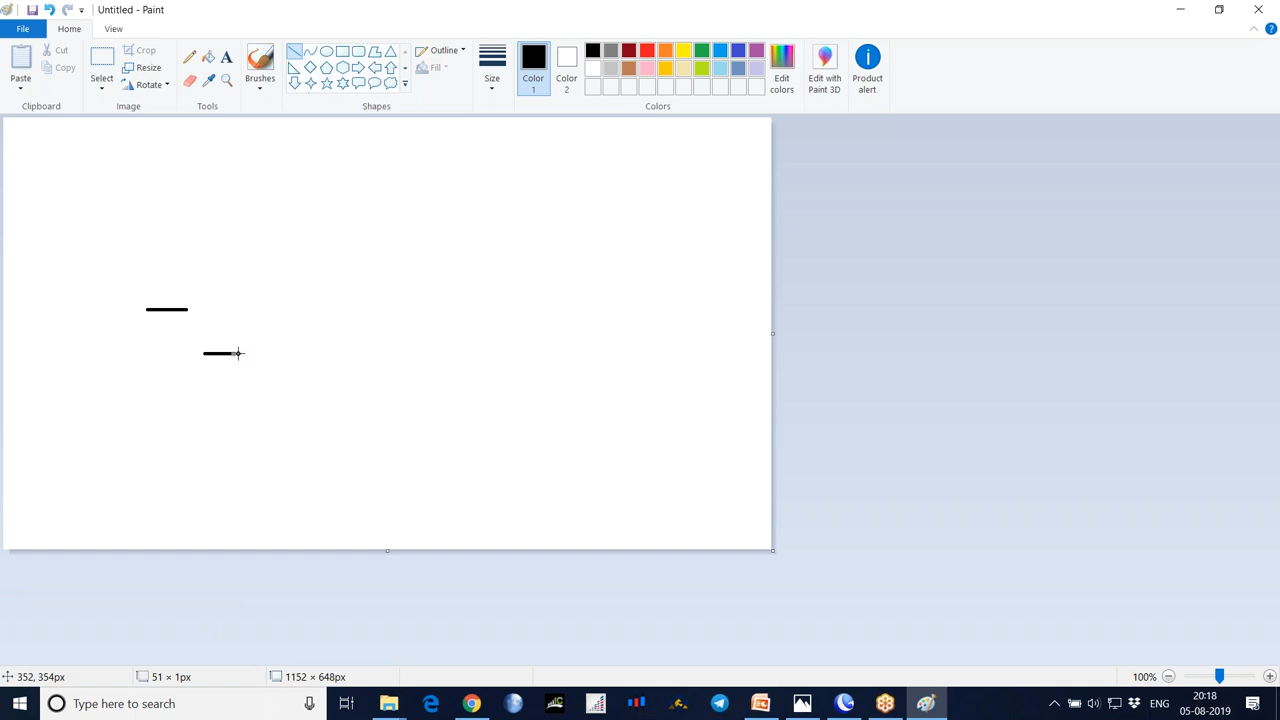 Untitled - Paint
File Home View
Paste
Cut
Copy
Clipboard
Select
Crop
Resize
Rotate
Image
Tools
Brushes
Shapes
Outline
Fill
Size
Color 1
Color 2
Colors
Edit colors
Edit with Paint 3D
Product alert
352, 354px
51 × 1px
1152 × 648px
100%
Type here to search
ENG
20:18
05-08-2019